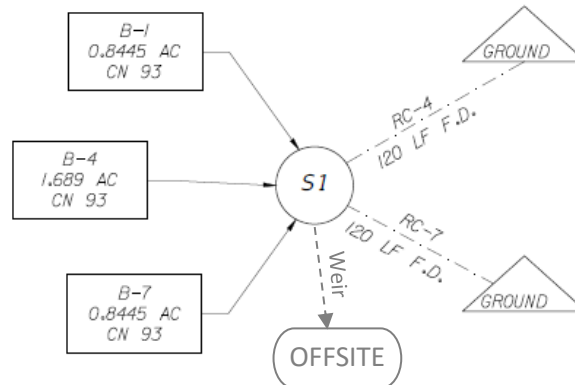 B-1
0.8445 AC
CN 93
B-4
1.689 AC
CN 93
B-7
0.8445 AC
CN 93
S1
RC-4
120 LF F.D.
GROUND
RC-7
120 LF F.D.
GROUND
Weir
OFFSITE